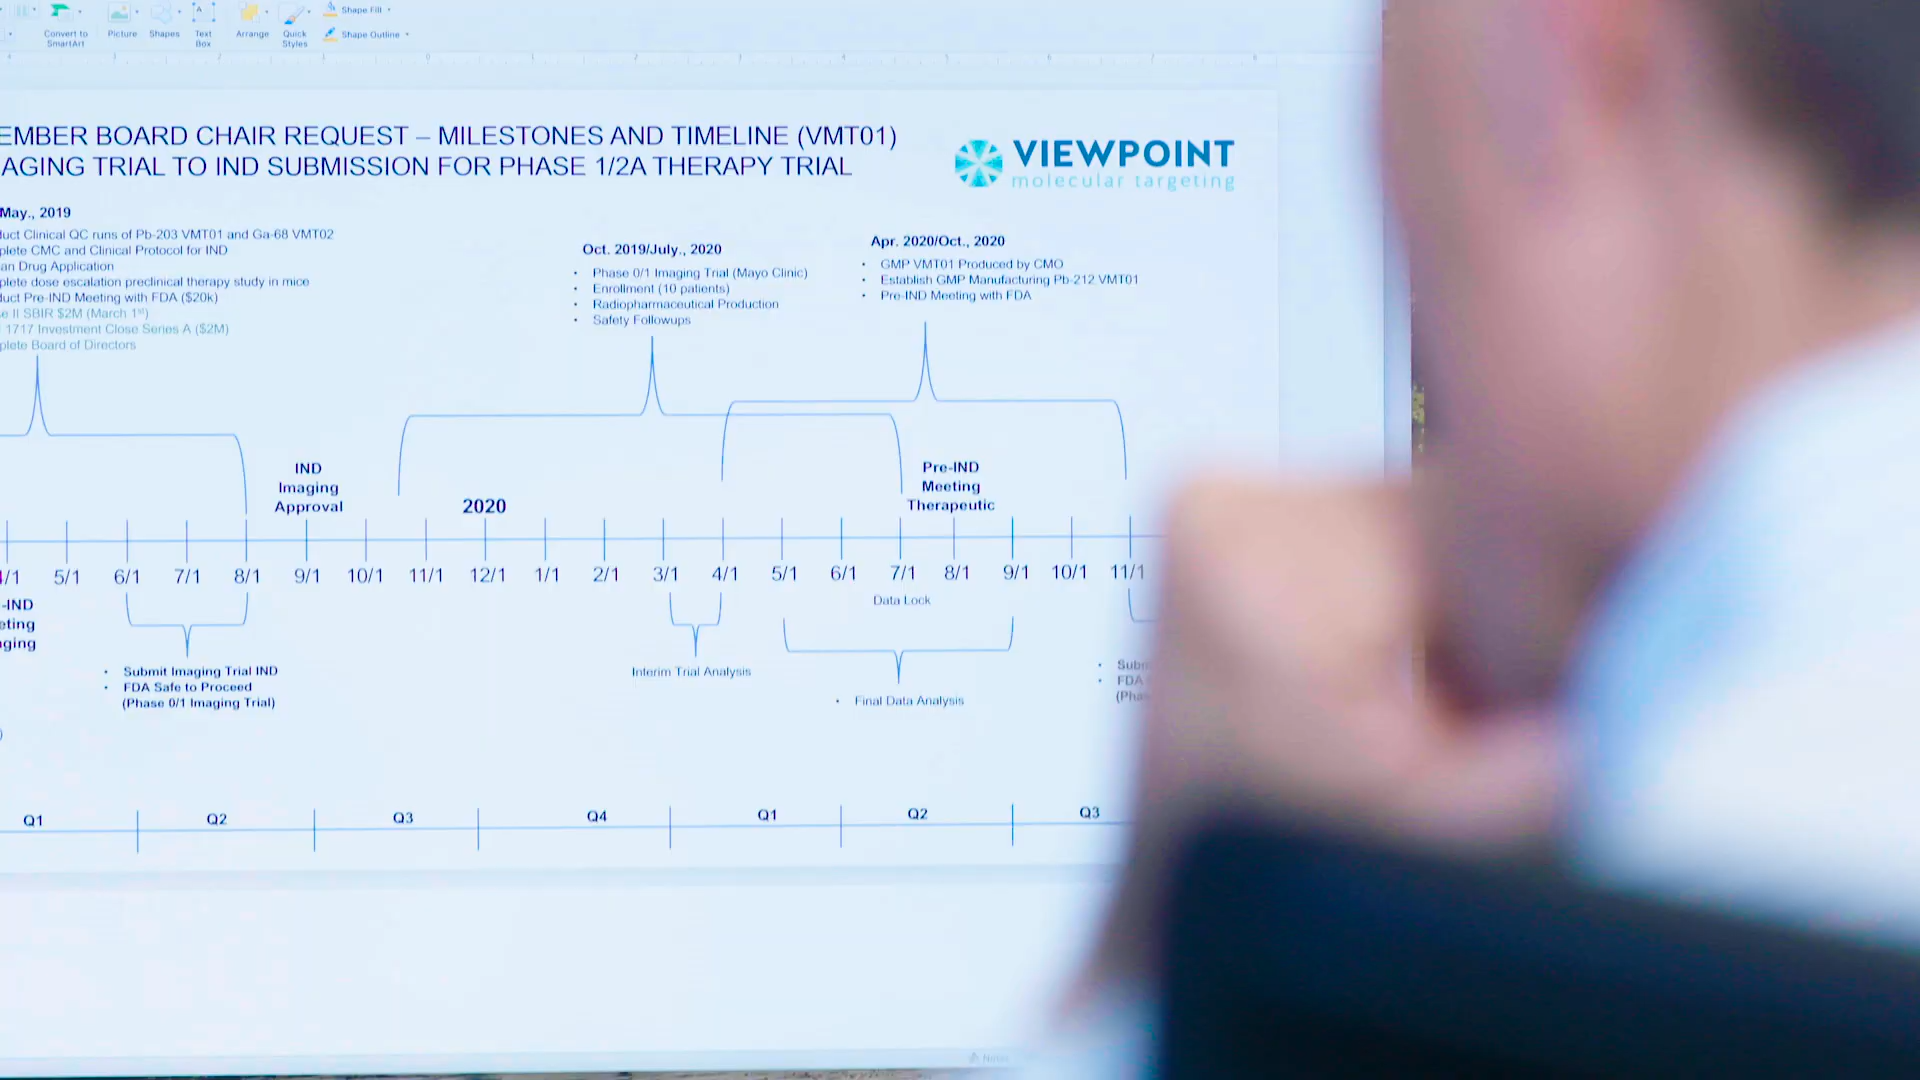 Convert to
SmartArt
Picture
Shapes
Text
Box
Arrange
Quick
Styles
Shape Fill
Shape Outline
EMBER BOARD CHAIR REQUEST – MILESTONES AND TIMELINE (VMT01)
AGING TRIAL TO IND SUBMISSION FOR PHASE 1/2A THERAPY TRIAL
VIEWPOINT
molecular targeting
May., 2019
uct Clinical QC runs of Pb-203 VMT01 and Ga-68 VMT02
plete CMC and Clinical Protocol for IND
an Drug Application
plete dose escalation preclinical therapy study in mice
uct Pre-IND Meeting with FDA ($20k)
e II SBIR $2M (March 1st)
1717 Investment Close Series A ($2M)
plete Board of Directors
Oct. 2019/July., 2020
• Phase 0/1 Imaging Trial (Mayo Clinic)
• Enrollment (10 patients)
• Radiopharmaceutical Production
• Safety Followups
Apr. 2020/Oct., 2020
• GMP VMT01 Produced by CMO
• Establish GMP Manufacturing Pb-212 VMT01
• Pre-IND Meeting with FDA
IND
Imaging
Approval
2020
Pre-IND
Meeting
Therapeutic
/1 5/1 6/1 7/1 8/1 9/1 10/1 11/1 12/1 1/1 2/1 3/1 4/1 5/1 6/1 7/1 8/1 9/1 10/1 11/1
Data Lock
-IND
eting
ging
• Submit Imaging Trial IND
• FDA Safe to Proceed
(Phase 0/1 Imaging Trial)
Interim Trial Analysis
• Final Data Analysis
• Subm
• FDA
(Phas
)
Q1 Q2 Q3 Q4 Q1 Q2 Q3
Notes